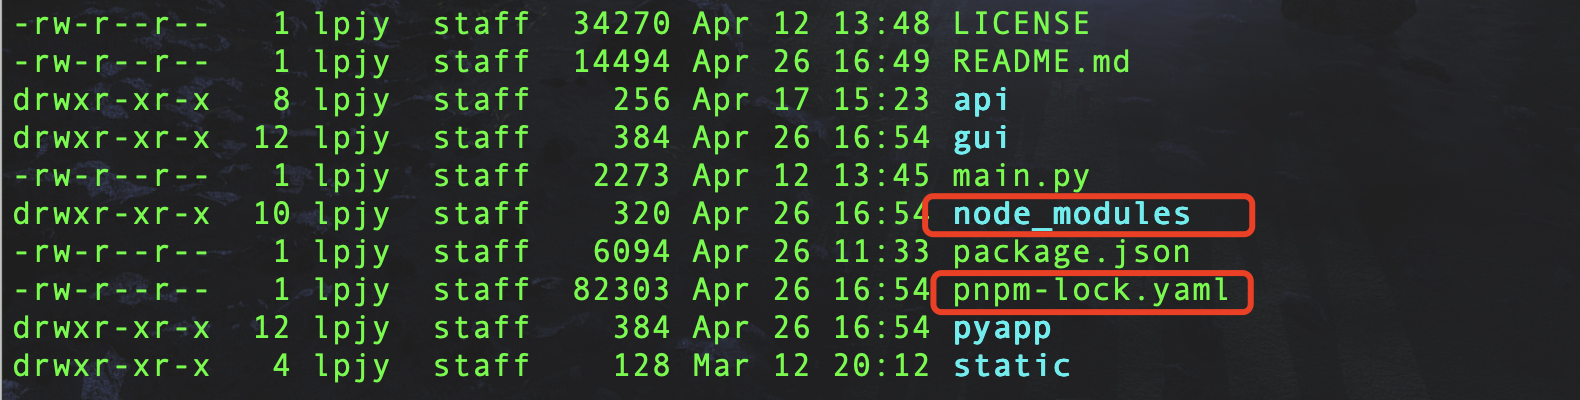 -rw-r--r-- 1 lpjy staff 34270 Apr 12 13:48 LICENSE
-rw-r--r-- 1 lpjy staff 14494 Apr 26 16:49 README.md
drwxr-xr-x 8 lpjy staff 256 Apr 17 15:23 api
drwxr-xr-x 12 lpjy staff 384 Apr 26 16:54 gui
-rw-r--r-- 1 lpjy staff 2273 Apr 12 13:45 main.py
drwxr-xr-x 10 lpjy staff 320 Apr 26 16:54 node_modules
-rw-r--r-- 1 lpjy staff 6094 Apr 26 11:33 package.json
-rw-r--r-- 1 lpjy staff 82303 Apr 26 16:54 pnpm-lock.yaml
drwxr-xr-x 12 lpjy staff 384 Apr 26 16:54 pyapp
drwxr-xr-x 4 lpjy staff 128 Mar 12 20:12 static